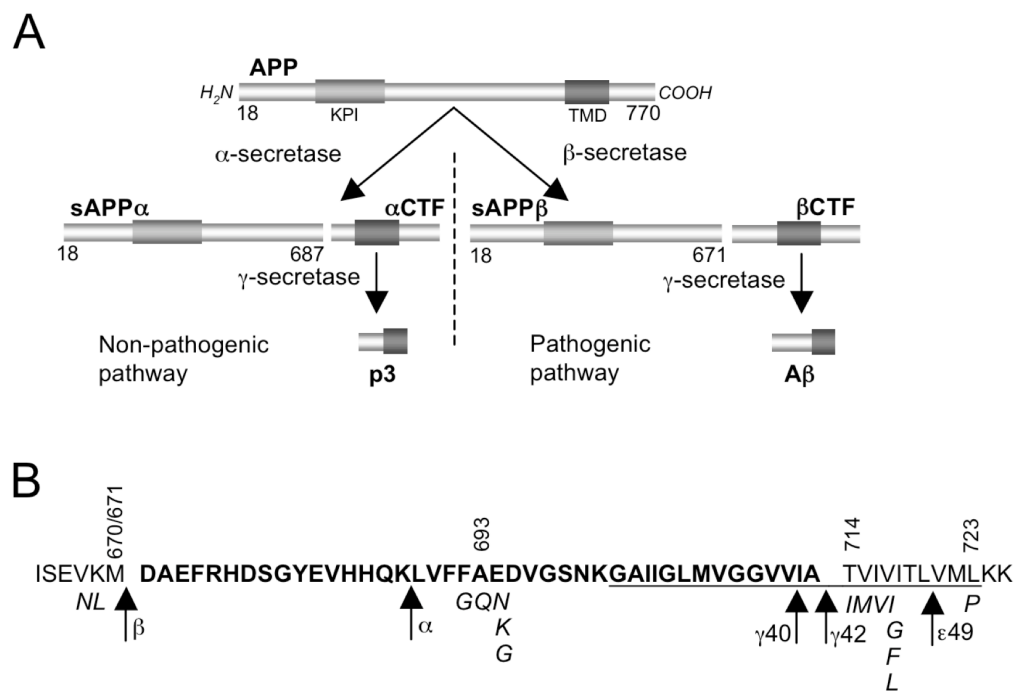 A
APP
H₂N COOH
18 KPI TMD 770
α-secretase β-secretase
sAPPα αCTF sAPPβ βCTF
18 687 18 671
γ-secretase γ-secretase
Non-pathogenic
pathway
p3
Pathogenic
pathway
Aβ
B
670/671 693 714 723
ISEVKM DAEFRHDSGYEVHHQKLVFFAEDVGSNKGAIIGLMVGGVVIA TVIVITLVMLKK
NL GQN IMVI P
β α K γ40 γ42 G ε49
G F
L